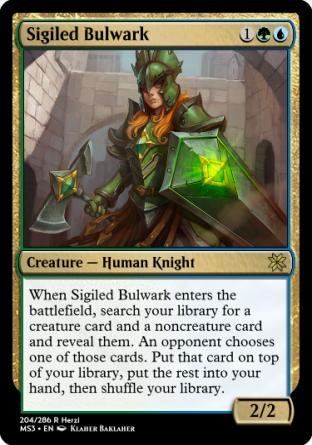 Sigiled Bulwark 1
Creature — Human Knight
When Sigiled Bulwark enters the
battlefield, search your library for a
creature card and a noncreature card
and reveal them. An opponent chooses
one of those cards. Put that card on top
of your library, put the rest into your
hand, then shuffle your library.
2/2
204/286 R Herzi
MS3 • EN Klaher Baklaher